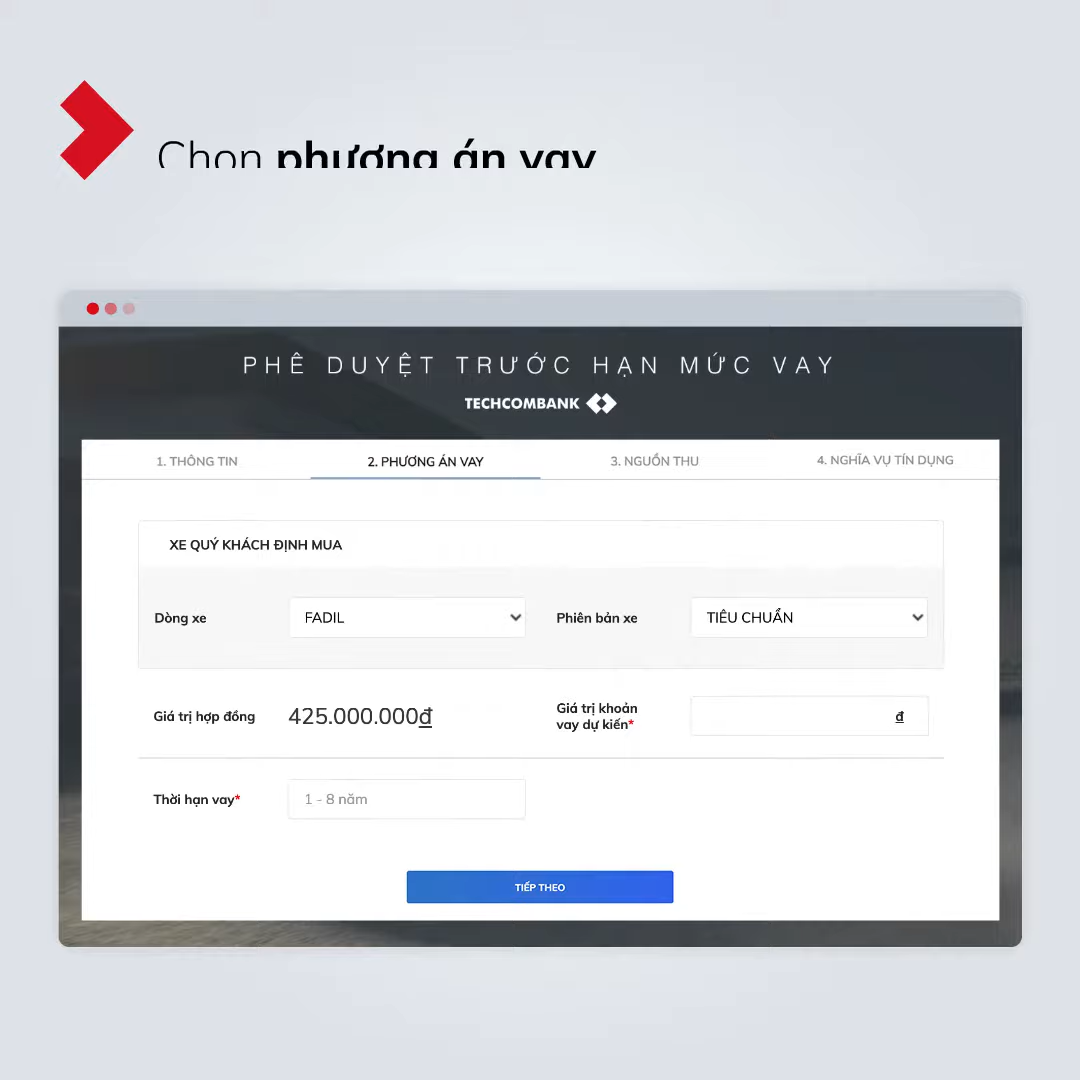 Chọn phương án vay
PHÊ DUYỆT TRƯỚC HẠN MỨC VAY
TECHCOMBANK
1. THÔNG TIN
2. PHƯƠNG ÁN VAY
3. NGUỒN THU
4. NGHĨA VỤ TÍN DỤNG
XE QUÝ KHÁCH ĐỊNH MUA
Dòng xe
FADIL
Phiên bản xe
TIÊU CHUẨN
Giá trị hợp đồng
425.000.000đ
Giá trị khoản
vay dự kiến*
đ
Thời hạn vay*
1 - 8 năm
TIẾP THEO